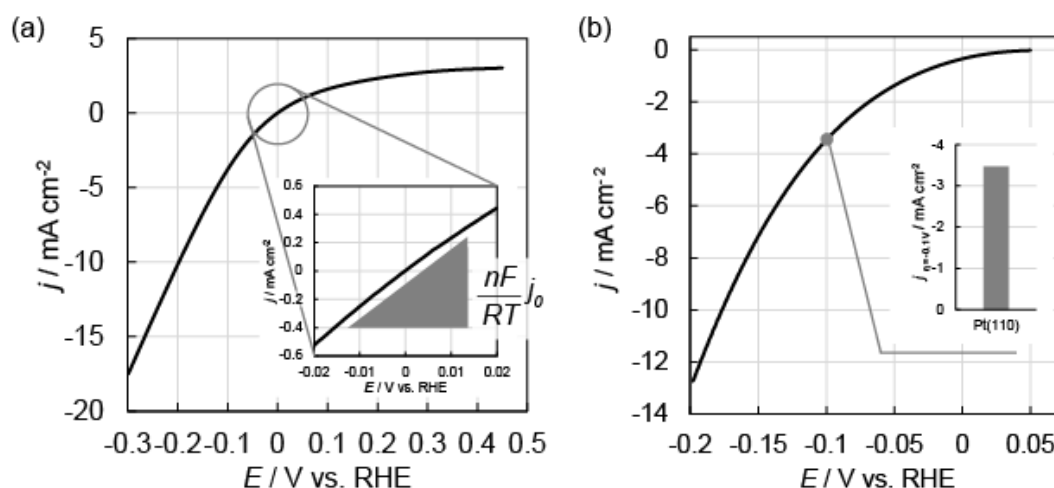 (a)
5
0
-5
-10
-15
-20
j / mA cm-2
-0.3 -0.2 -0.1 0 0.1 0.2 0.3 0.4 0.5
E / V vs. RHE
0.6
0.4
0.2
0
-0.2
-0.4
-0.6
j / mA cm-2
-0.02 -0.01 0 0.01 0.02
E / V vs. RHE
nF
RT
j0
(b)
0
-2
-4
-6
-8
-10
-12
-14
j / mA cm-2
-0.2 -0.15 -0.1 -0.05 0 0.05
E / V vs. RHE
-4
-3
-2
-1
0
j η=-0.1V / mA cm-2
Pt(110)